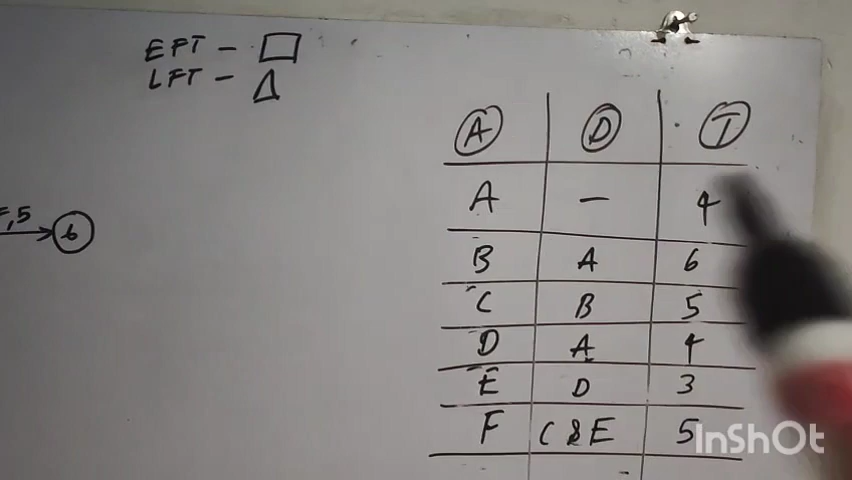 EFT - □
LFT - Δ
A D T
A - 4
B A 6
C B 5
D A 4
E D 3
F C & E 5
,5
6
InShOt